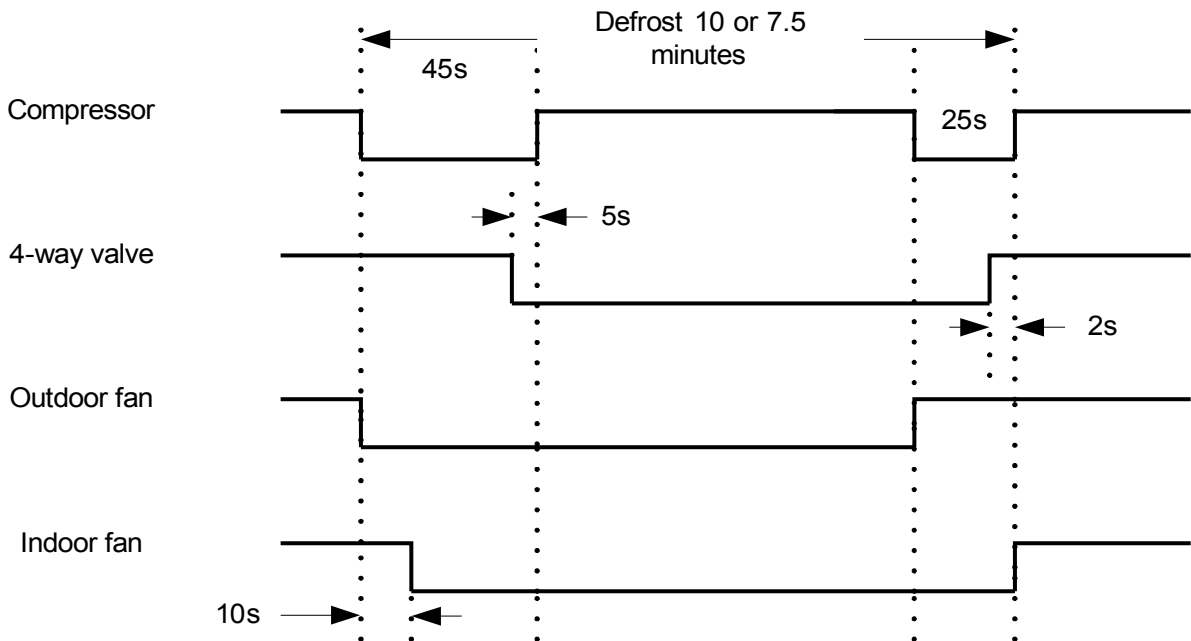 Defrost 10 or 7.5
minutes
45s
Compressor
25s
5s
4-way valve
2s
Outdoor fan
Indoor fan
10s